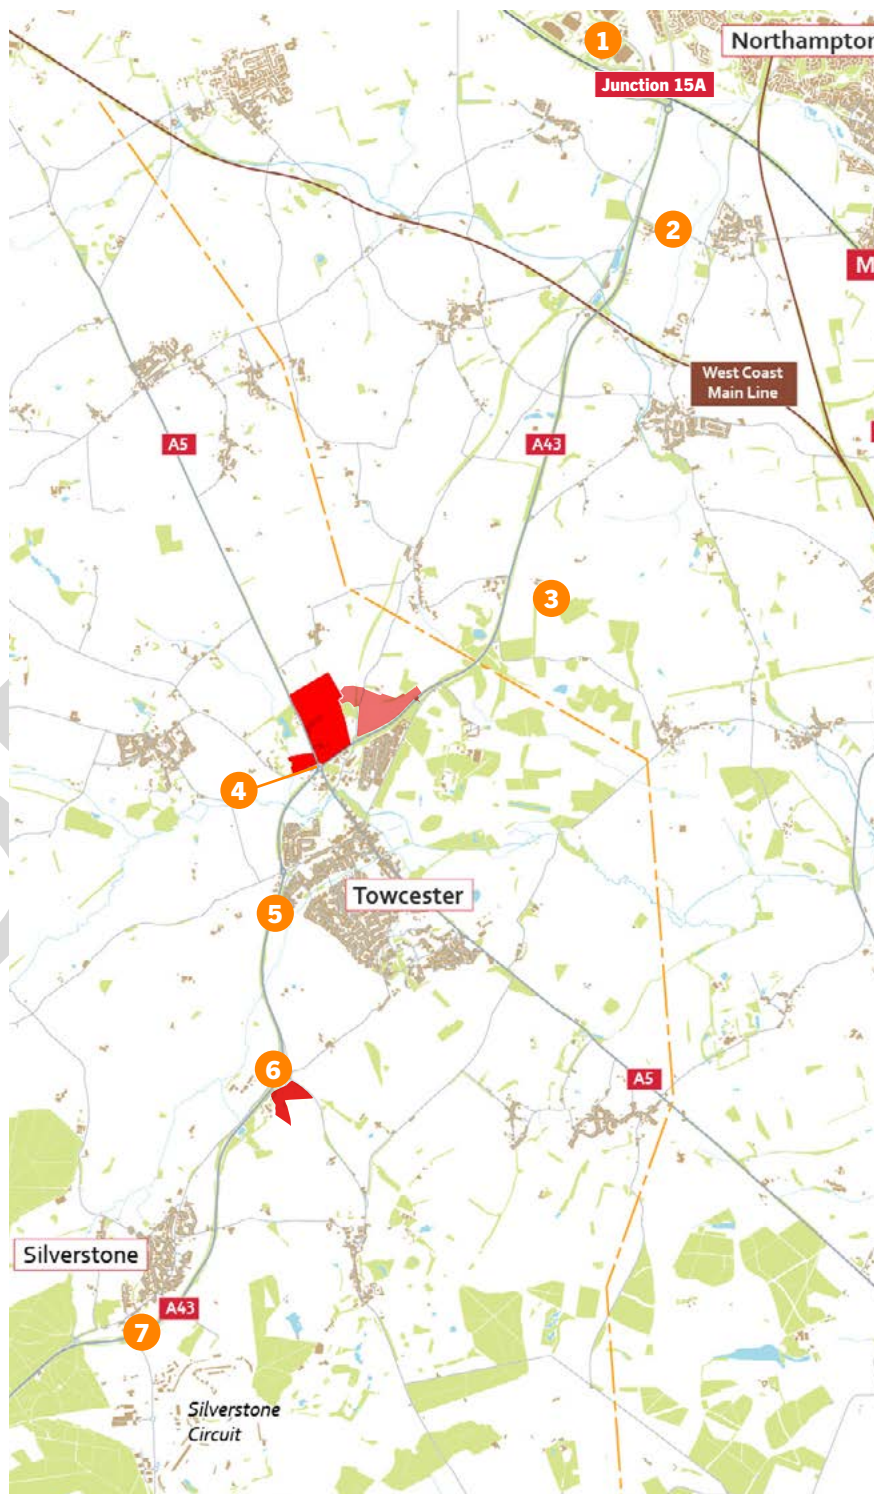 1
Northampton
Junction 15A
2
M
West Coast
Main Line
A5
A43
3
4
Towcester
5
6
A5
Silverstone
A43
7
Silverstone
Circuit